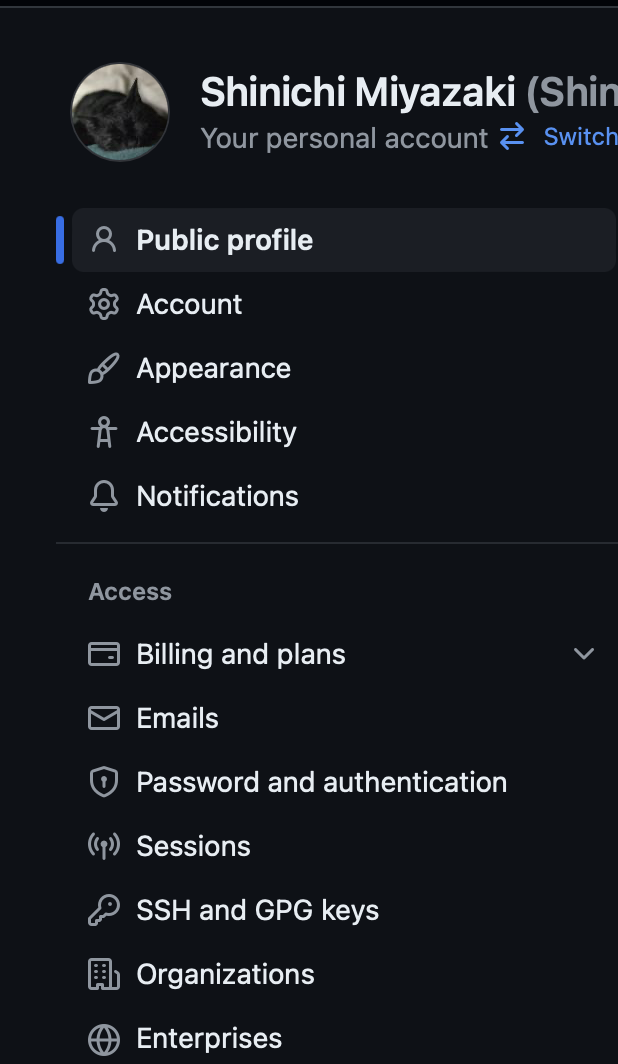 Shinichi Miyazaki (Shin
Your personal account Switch
Public profile
Account
Appearance
Accessibility
Notifications
Access
Billing and plans
Emails
Password and authentication
Sessions
SSH and GPG keys
Organizations
Enterprises